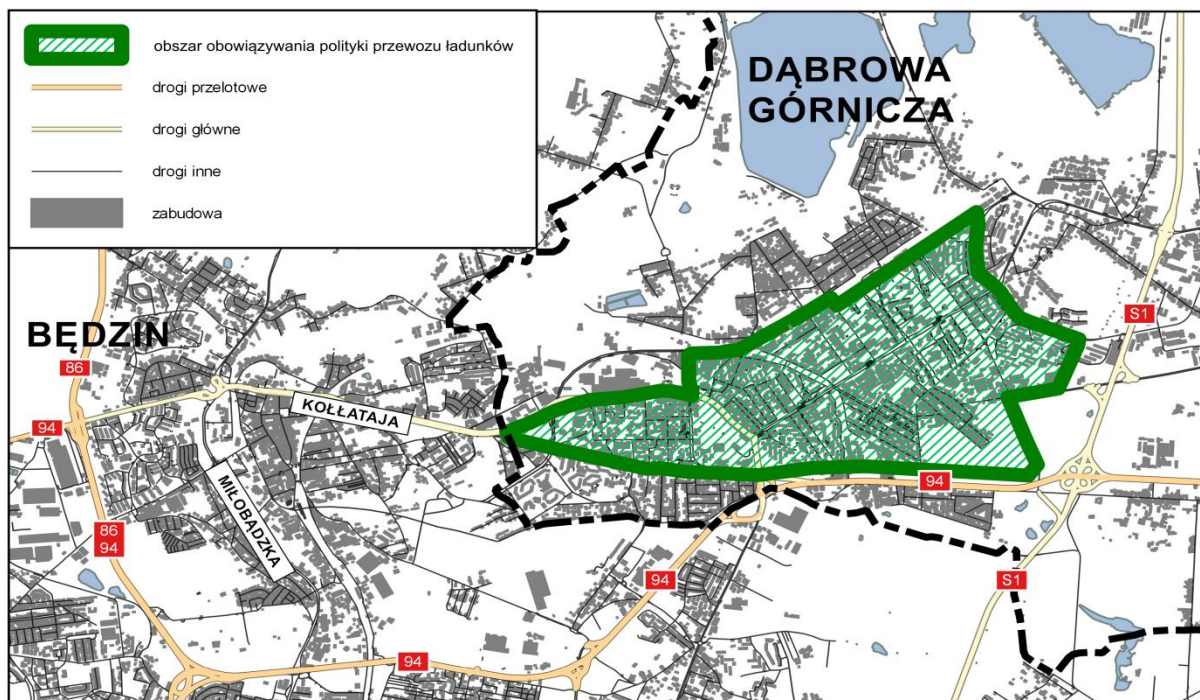 obszar obowiązywania polityki przewozu ładunków
drogi przelotowe
drogi główne
drogi inne
zabudowa
DĄBROWA
GÓRNICZA
BĘDZIN
S1
86
94
KOŁŁATAJA
MIŁOBĄDZKA
94
86
94
94
S1
94